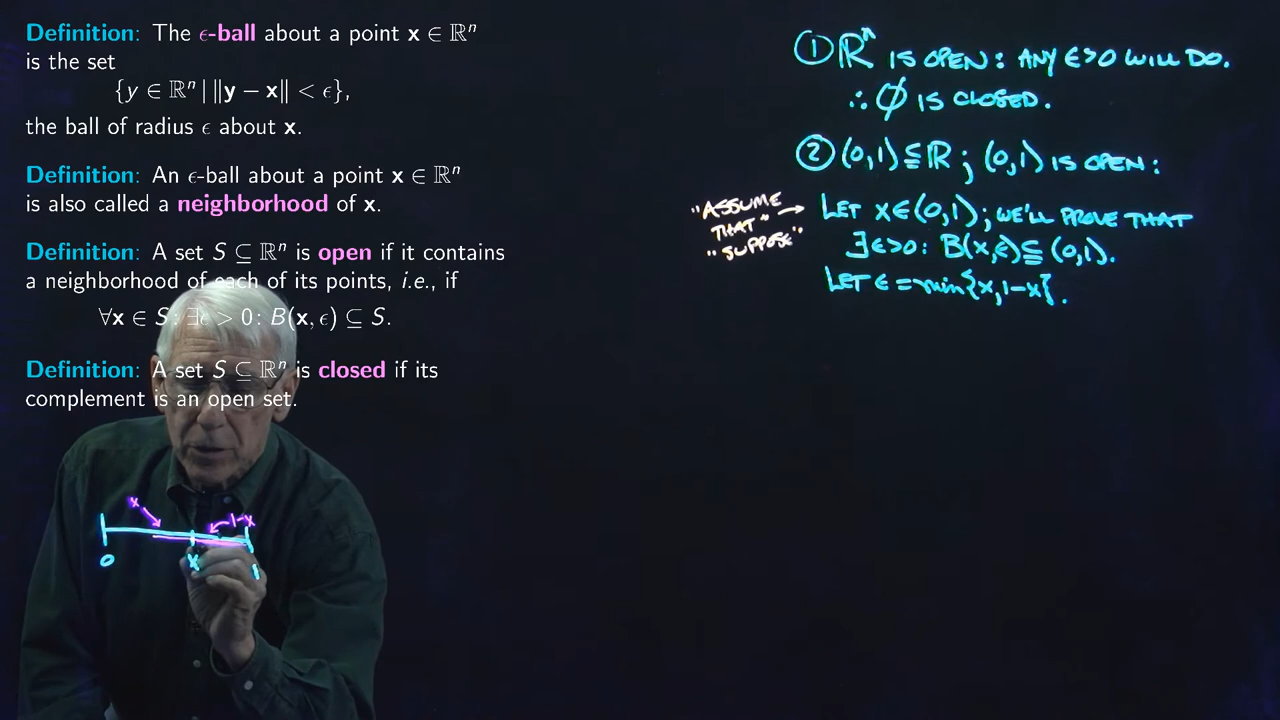 Definition: The ϵ-ball about a point x ∈ ℝⁿ
is the set
{y ∈ ℝⁿ | ‖y − x‖ < ϵ},
the ball of radius ϵ about x.
Definition: An ϵ-ball about a point x ∈ ℝⁿ
is also called a neighborhood of x.
Definition: A set S ⊆ ℝⁿ is open if it contains
a neighborhood of each of its points, i.e., if
∀x ∈ S: ∃ϵ > 0: B(x, ϵ) ⊆ S.
Definition: A set S ⊆ ℝⁿ is closed if its
complement is an open set.
x
1-x
0
x
1
① ℝⁿ IS OPEN: ANY ϵ>0 WILL DO.
∴ ∅ IS CLOSED.
② (0,1) ⊆ ℝ; (0,1) IS OPEN:
"ASSUME
THAT" →
"SUPPOSE"
LET x∈(0,1); WE'LL PROVE THAT
∃ϵ>0: B(x,ϵ) ⊆ (0,1).
LET ϵ = min{x,1-x}.